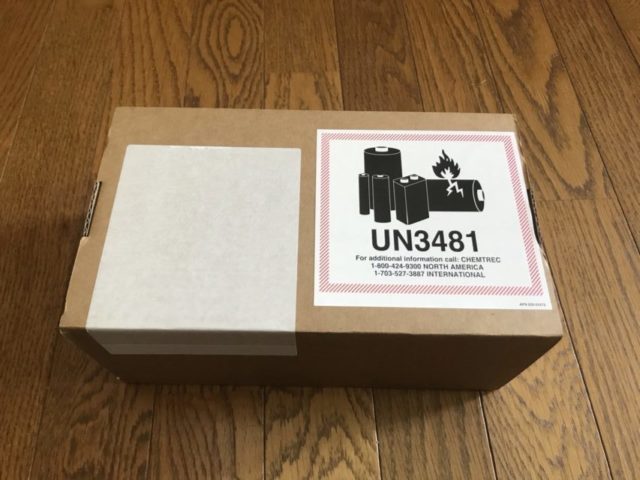 UN3481
For additional information call: CHEMTREC
1-800-424-9300 NORTH AMERICA
1-703-527-3887 INTERNATIONAL